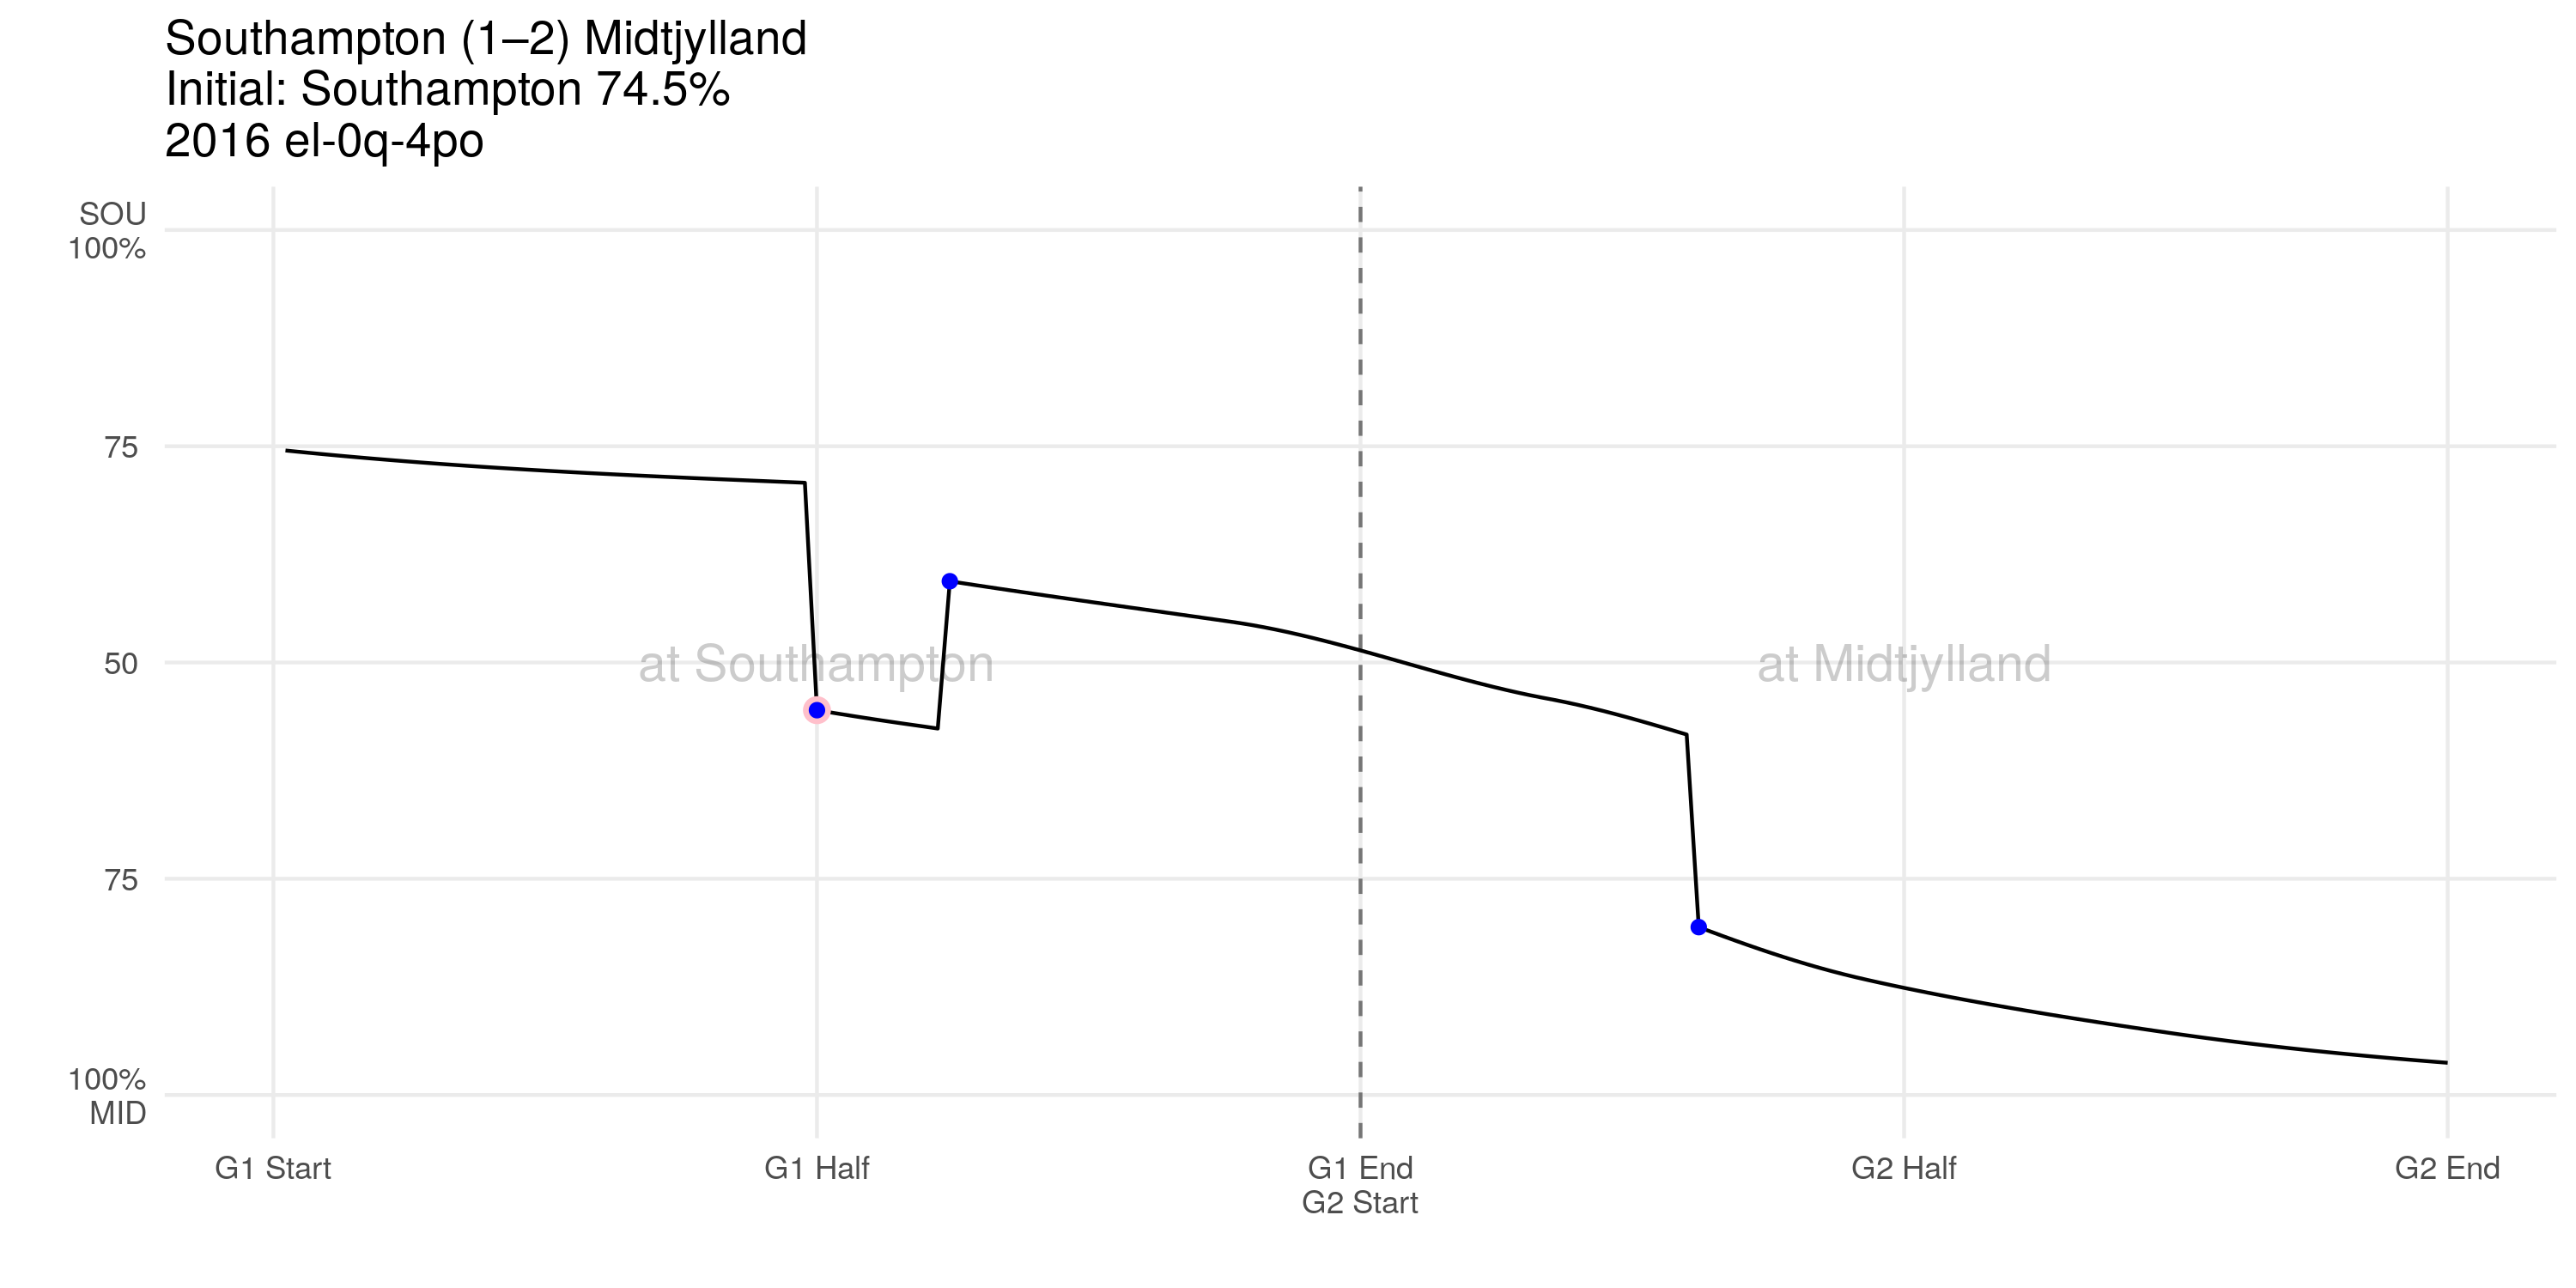 Southampton (1–2) Midtjylland
Initial: Southampton 74.5%
2016 el-0q-4po
SOU
100%
75
50
75
100%
MID
at Southampton
at Midtjylland
G1 Start
G1 Half
G1 End
G2 Start
G2 Half
G2 End